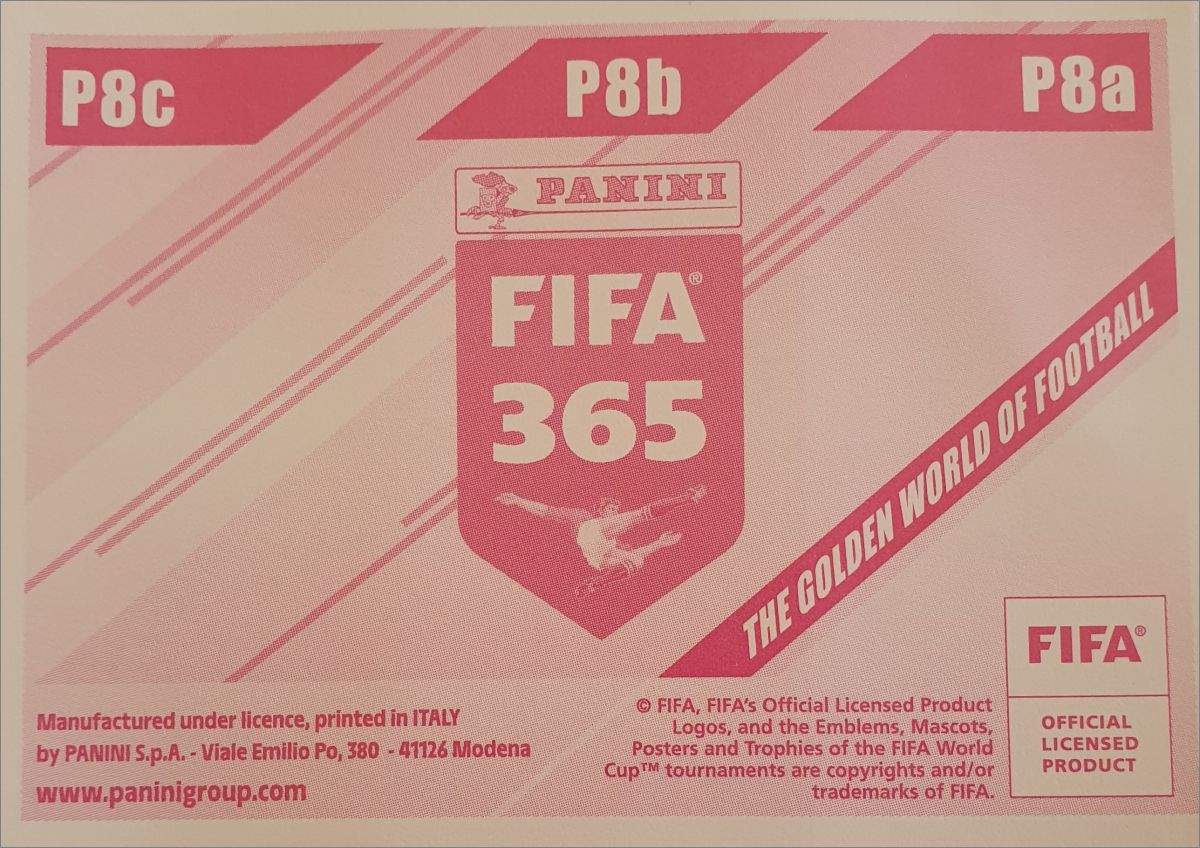 P8c
P8b
P8a
PANINI
FIFA®
365
THE GOLDEN WORLD OF FOOTBALL
Manufactured under licence, printed in ITALY
by PANINI S.p.A. - Viale Emilio Po, 380 - 41126 Modena
www.paninigroup.com
© FIFA, FIFA's Official Licensed Product
Logos, and the Emblems, Mascots,
Posters and Trophies of the FIFA World
Cup™ tournaments are copyrights and/or
trademarks of FIFA.
FIFA®
OFFICIAL
LICENSED
PRODUCT